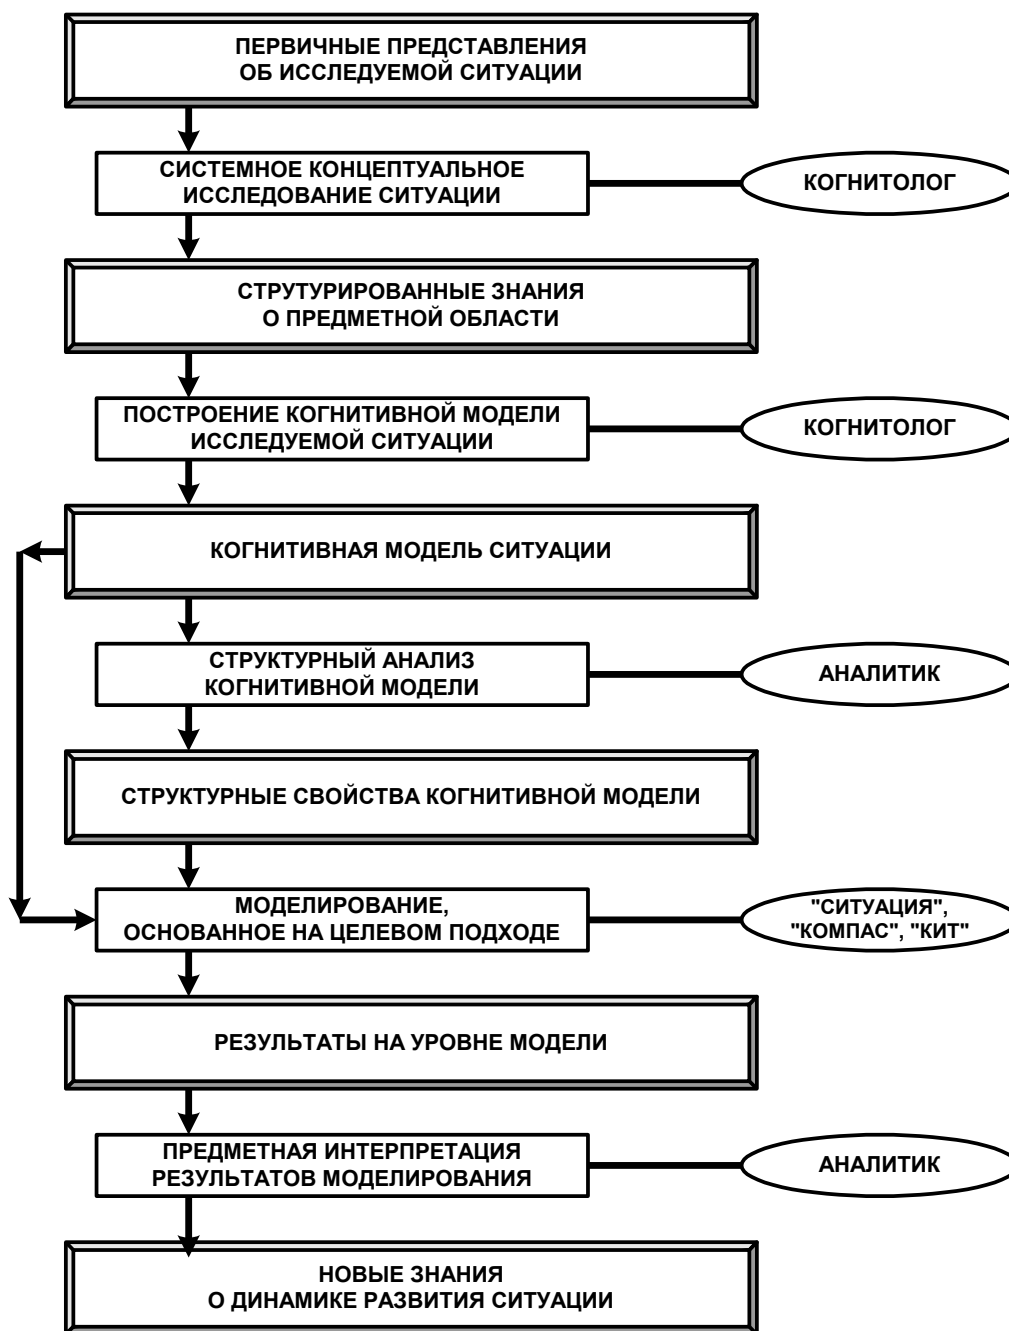 ПЕРВИЧНЫЕ ПРЕДСТАВЛЕНИЯ
ОБ ИССЛЕДУЕМОЙ СИТУАЦИИ
СИСТЕМНОЕ КОНЦЕПТУАЛЬНОЕ
ИССЛЕДОВАНИЕ СИТУАЦИИ
КОГНИТОЛОГ
СТРУТУРИРОВАННЫЕ ЗНАНИЯ
О ПРЕДМЕТНОЙ ОБЛАСТИ
ПОСТРОЕНИЕ КОГНИТИВНОЙ МОДЕЛИ
ИССЛЕДУЕМОЙ СИТУАЦИИ
КОГНИТОЛОГ
КОГНИТИВНАЯ МОДЕЛЬ СИТУАЦИИ
СТРУКТУРНЫЙ АНАЛИЗ
КОГНИТИВНОЙ МОДЕЛИ
АНАЛИТИК
СТРУКТУРНЫЕ СВОЙСТВА КОГНИТИВНОЙ МОДЕЛИ
МОДЕЛИРОВАНИЕ,
ОСНОВАННОЕ НА ЦЕЛЕВОМ ПОДХОДЕ
"СИТУАЦИЯ",
"КОМПАС", "КИТ"
РЕЗУЛЬТАТЫ НА УРОВНЕ МОДЕЛИ
ПРЕДМЕТНАЯ ИНТЕРПРЕТАЦИЯ
РЕЗУЛЬТАТОВ МОДЕЛИРОВАНИЯ
АНАЛИТИК
НОВЫЕ ЗНАНИЯ
О ДИНАМИКЕ РАЗВИТИЯ СИТУАЦИИ